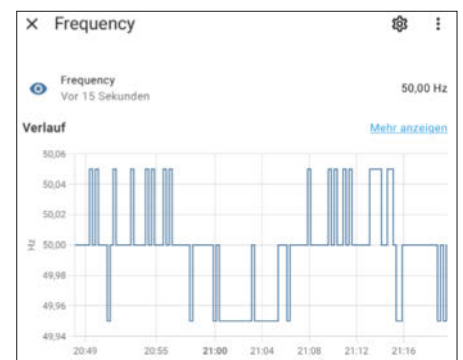 × Frequency
Frequency
Vor 15 Sekunden
50,00 Hz
Verlauf
Mehr anzeigen
50,06
50,04
50,02
50,00
49,98
49,96
49,94
Hz
20:49 20:55 21:00 21:04 21:08 21:12 21:16